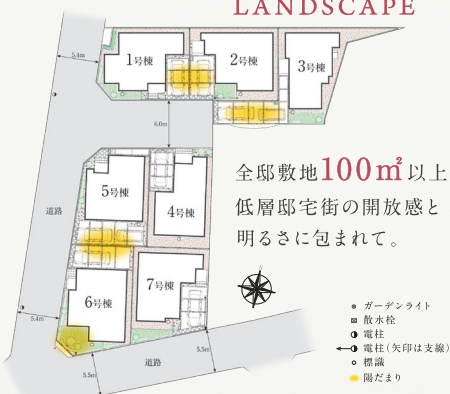 LANDSCAPE
5.4m
1号棟
2号棟
3号棟
6.0m
全邸敷地100㎡以上
低層邸宅街の開放感と
明るさに包まれて。
5号棟
4号棟
道路
7号棟
6号棟
5.4m
道路
5.5m
5.5m
ガーデンライト
散水栓
電柱
電柱(矢印は支線)
標識
陽だまり